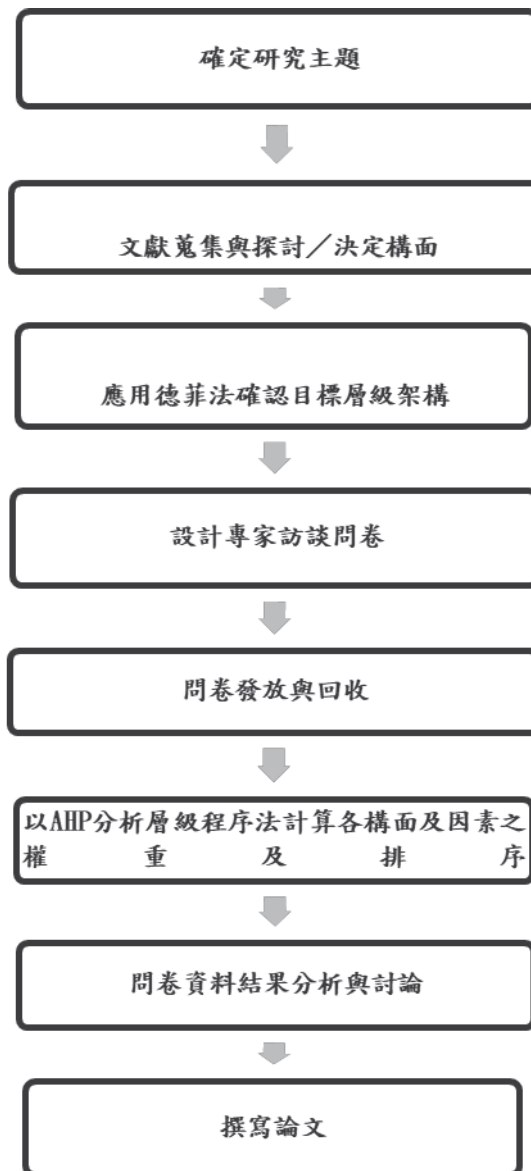 確定研究主題
文獻蒐集與探討／決定構面
應用德菲法確認目標層級架構
設計專家訪談問卷
問卷發放與回收
以AHP分析層級程序法計算各構面及因素之
權重及排序
問卷資料結果分析與討論
撰寫論文